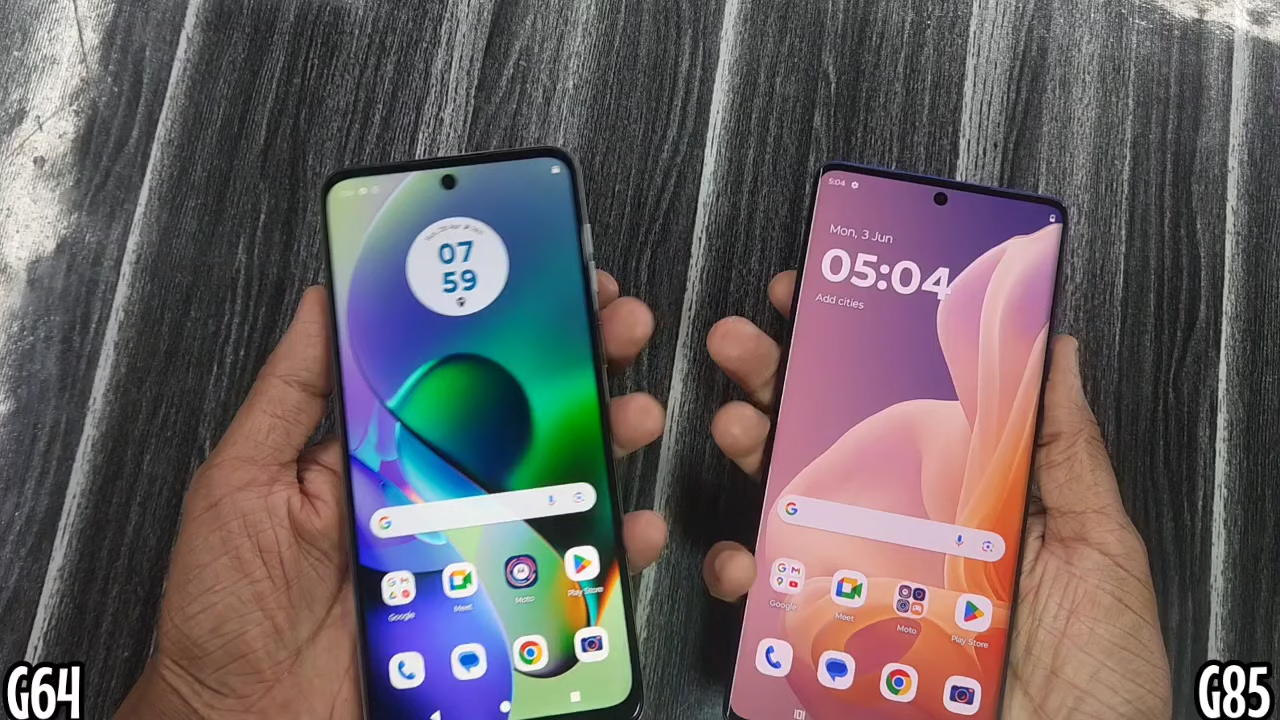 07
59
Google
Meet
Moto
Play Store
5:04
Mon, 3 Jun
05:04
Add cities
Google
Meet
Moto
Play Store
G64
G85